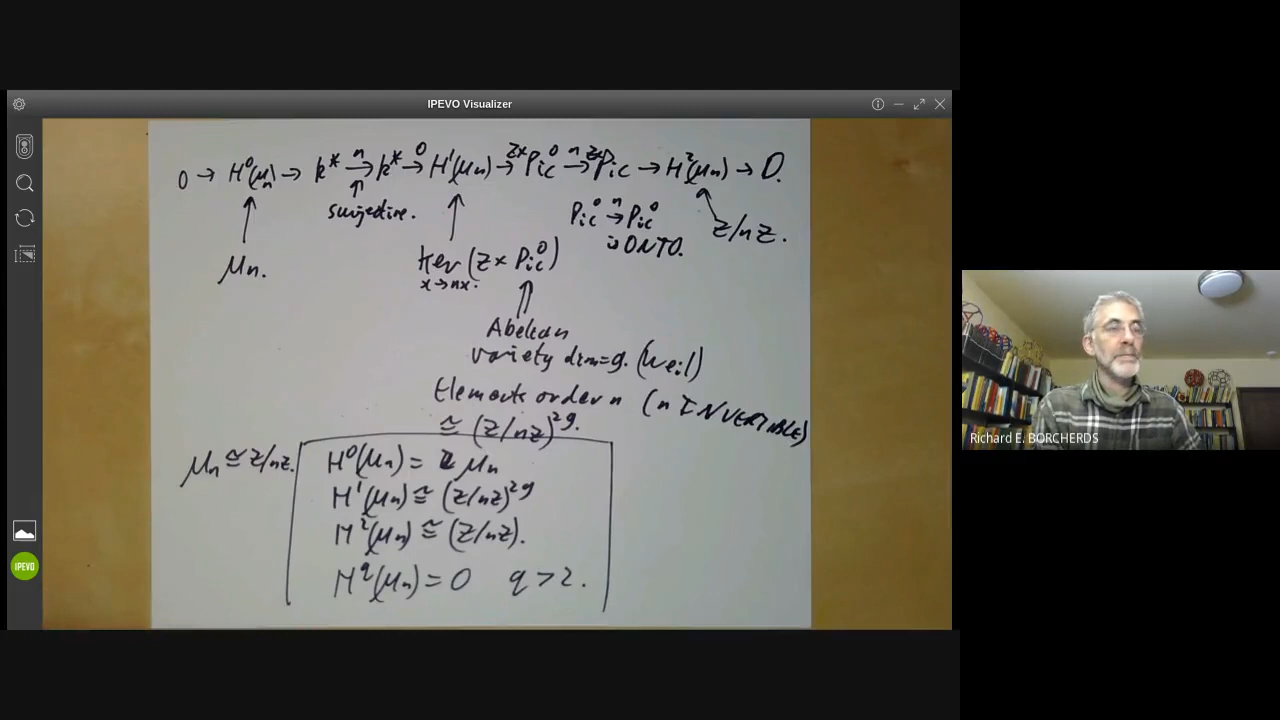 IPEVO Visualizer
0 → H⁰(μn) → k* →ⁿ k* →⁰ H¹(μn) → Z× Pic⁰ →ⁿ Z× Pic → H²(μn) → 0.
surjective.
Pic⁰ →ⁿ Pic⁰
is ONTO.
Z/nZ.
μn.
Ker (Z × Pic⁰)
x→nx.
Abelian
variety dim=g. (Weil)
Elements order n (n INVERTIBLE)
≅ (Z/nZ)²ᵍ.
μn ≅ Z/nZ.
H⁰(μn) = μn
H¹(μn) ≅ (Z/nZ)²ᵍ
H²(μn) ≅ (Z/nZ).
H^q(μn) = 0 q > 2.
Richard E. BORCHERDS
IPEVO